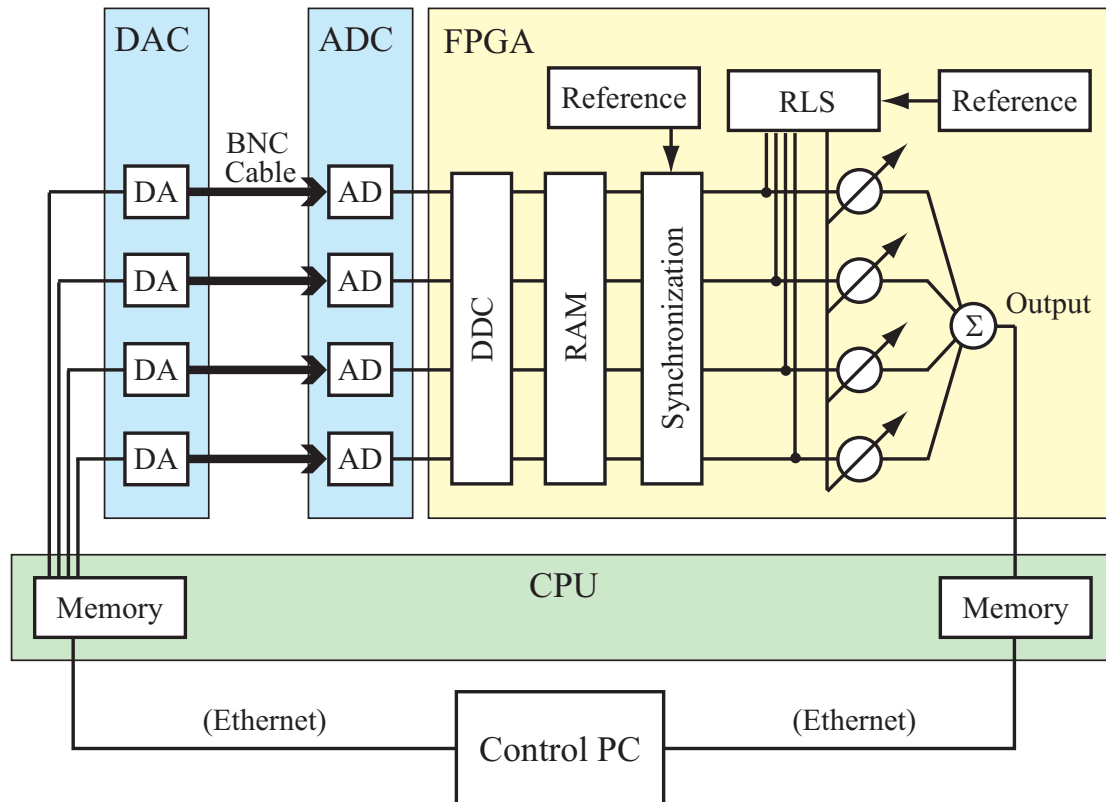 DAC
ADC
FPGA
Reference
RLS
Reference
BNC
Cable
DA
AD
DA
AD
DA
AD
DA
AD
DDC
RAM
Synchronization
Σ
Output
CPU
Memory
Memory
(Ethernet)
(Ethernet)
Control PC